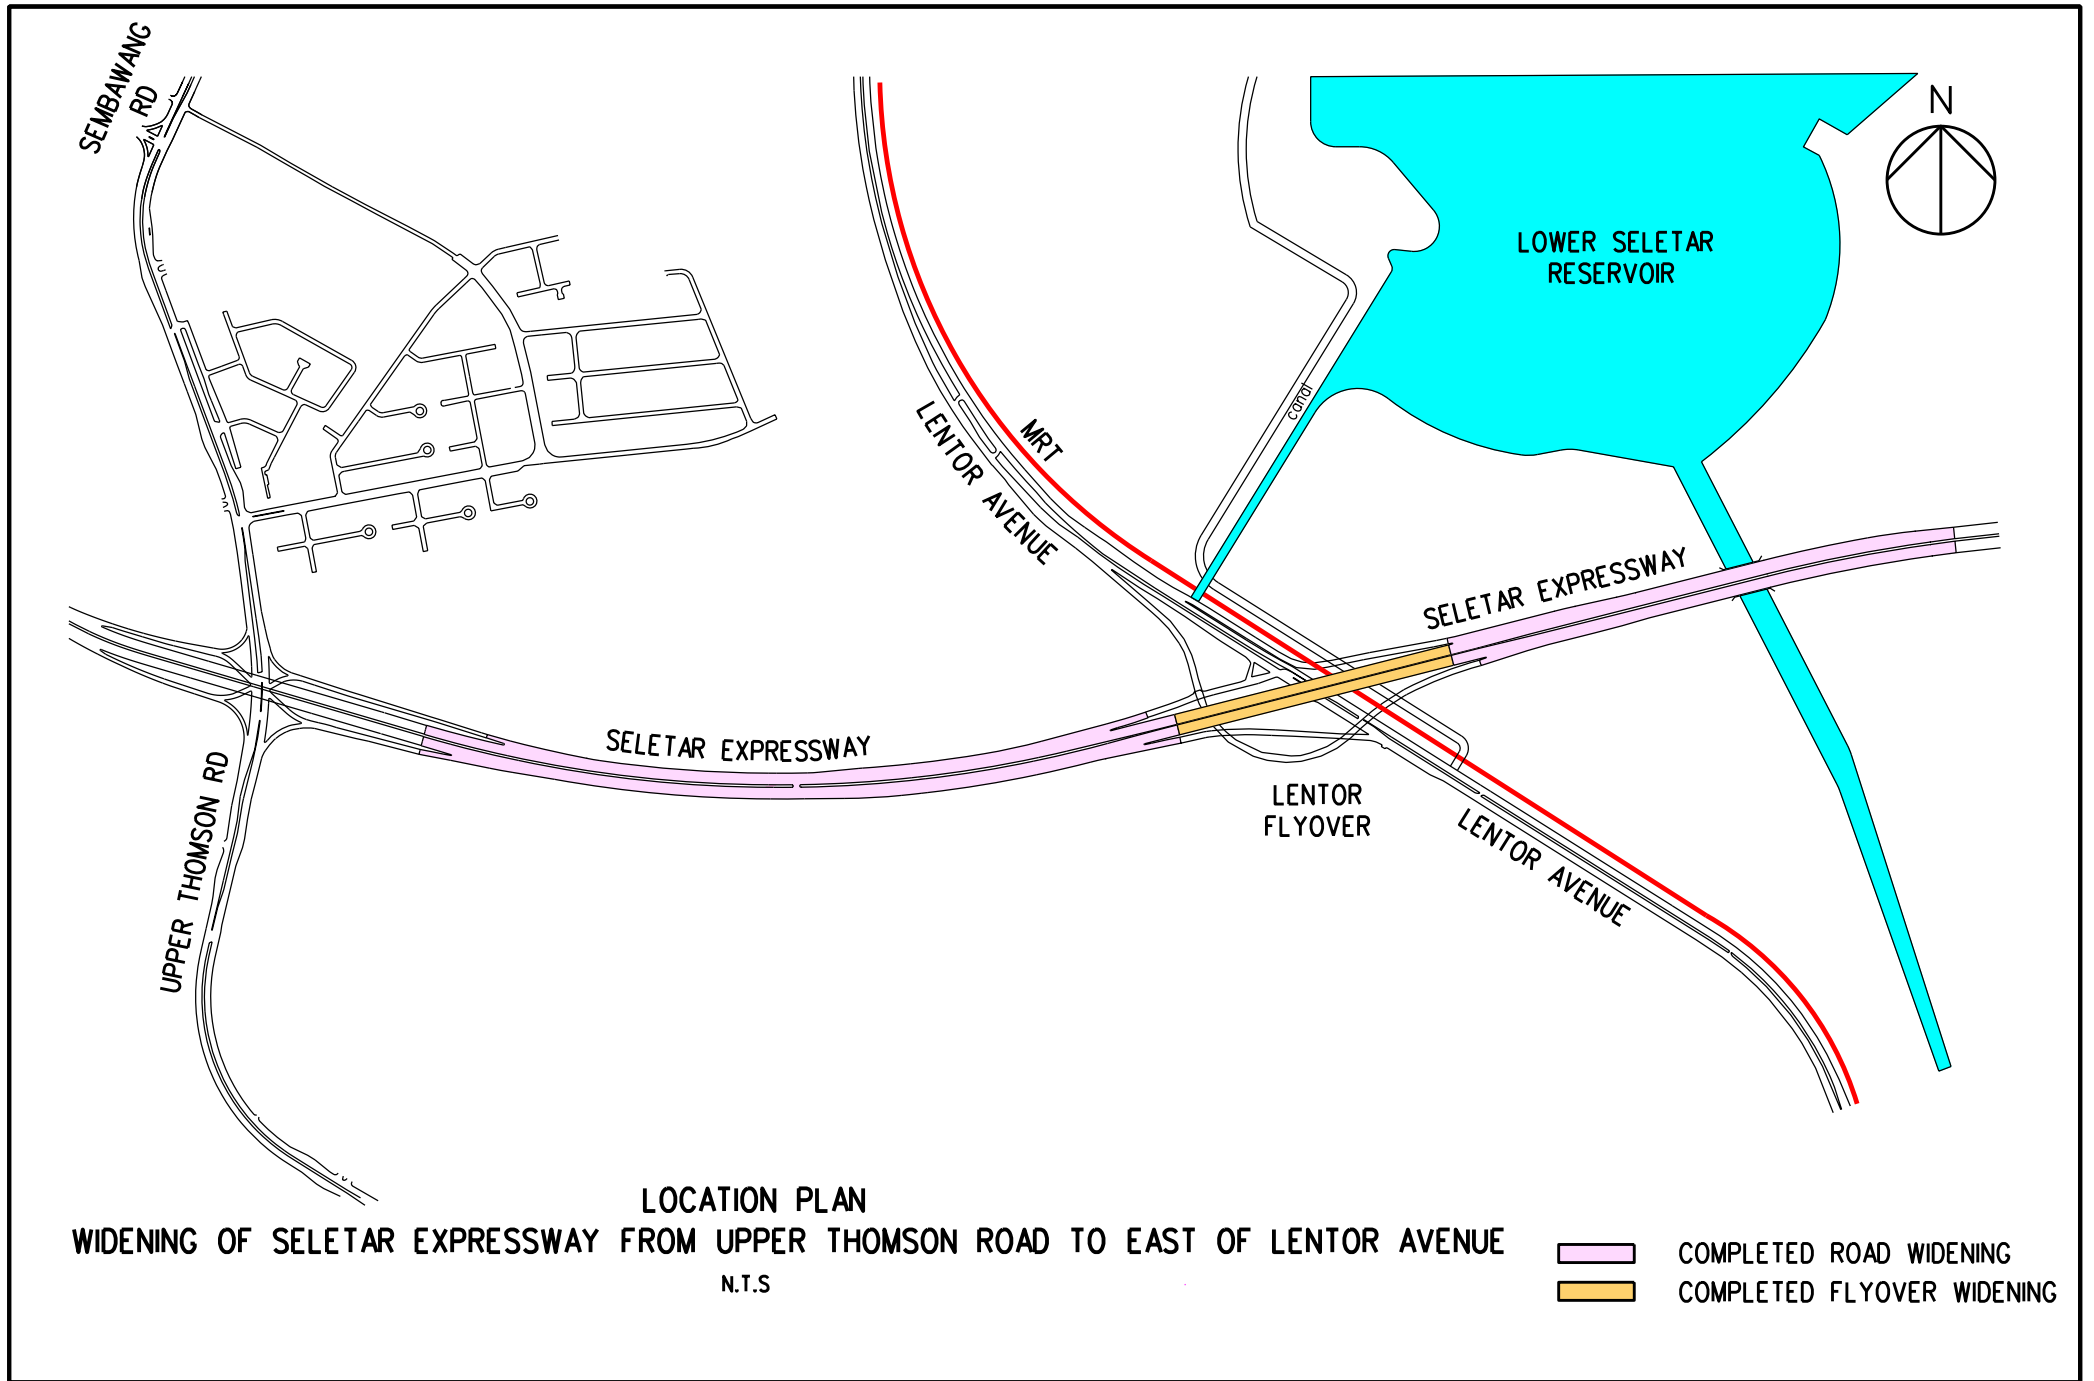 SEMBAWANG
RD
N
LOWER SELETAR
RESERVOIR
canal
MRT
LENTOR AVENUE
SELETAR EXPRESSWAY
SELETAR EXPRESSWAY
UPPER THOMSON RD
LENTOR
FLYOVER
LENTOR AVENUE
LOCATION PLAN
WIDENING OF SELETAR EXPRESSWAY FROM UPPER THOMSON ROAD TO EAST OF LENTOR AVENUE
N.T.S
COMPLETED ROAD WIDENING
COMPLETED FLYOVER WIDENING